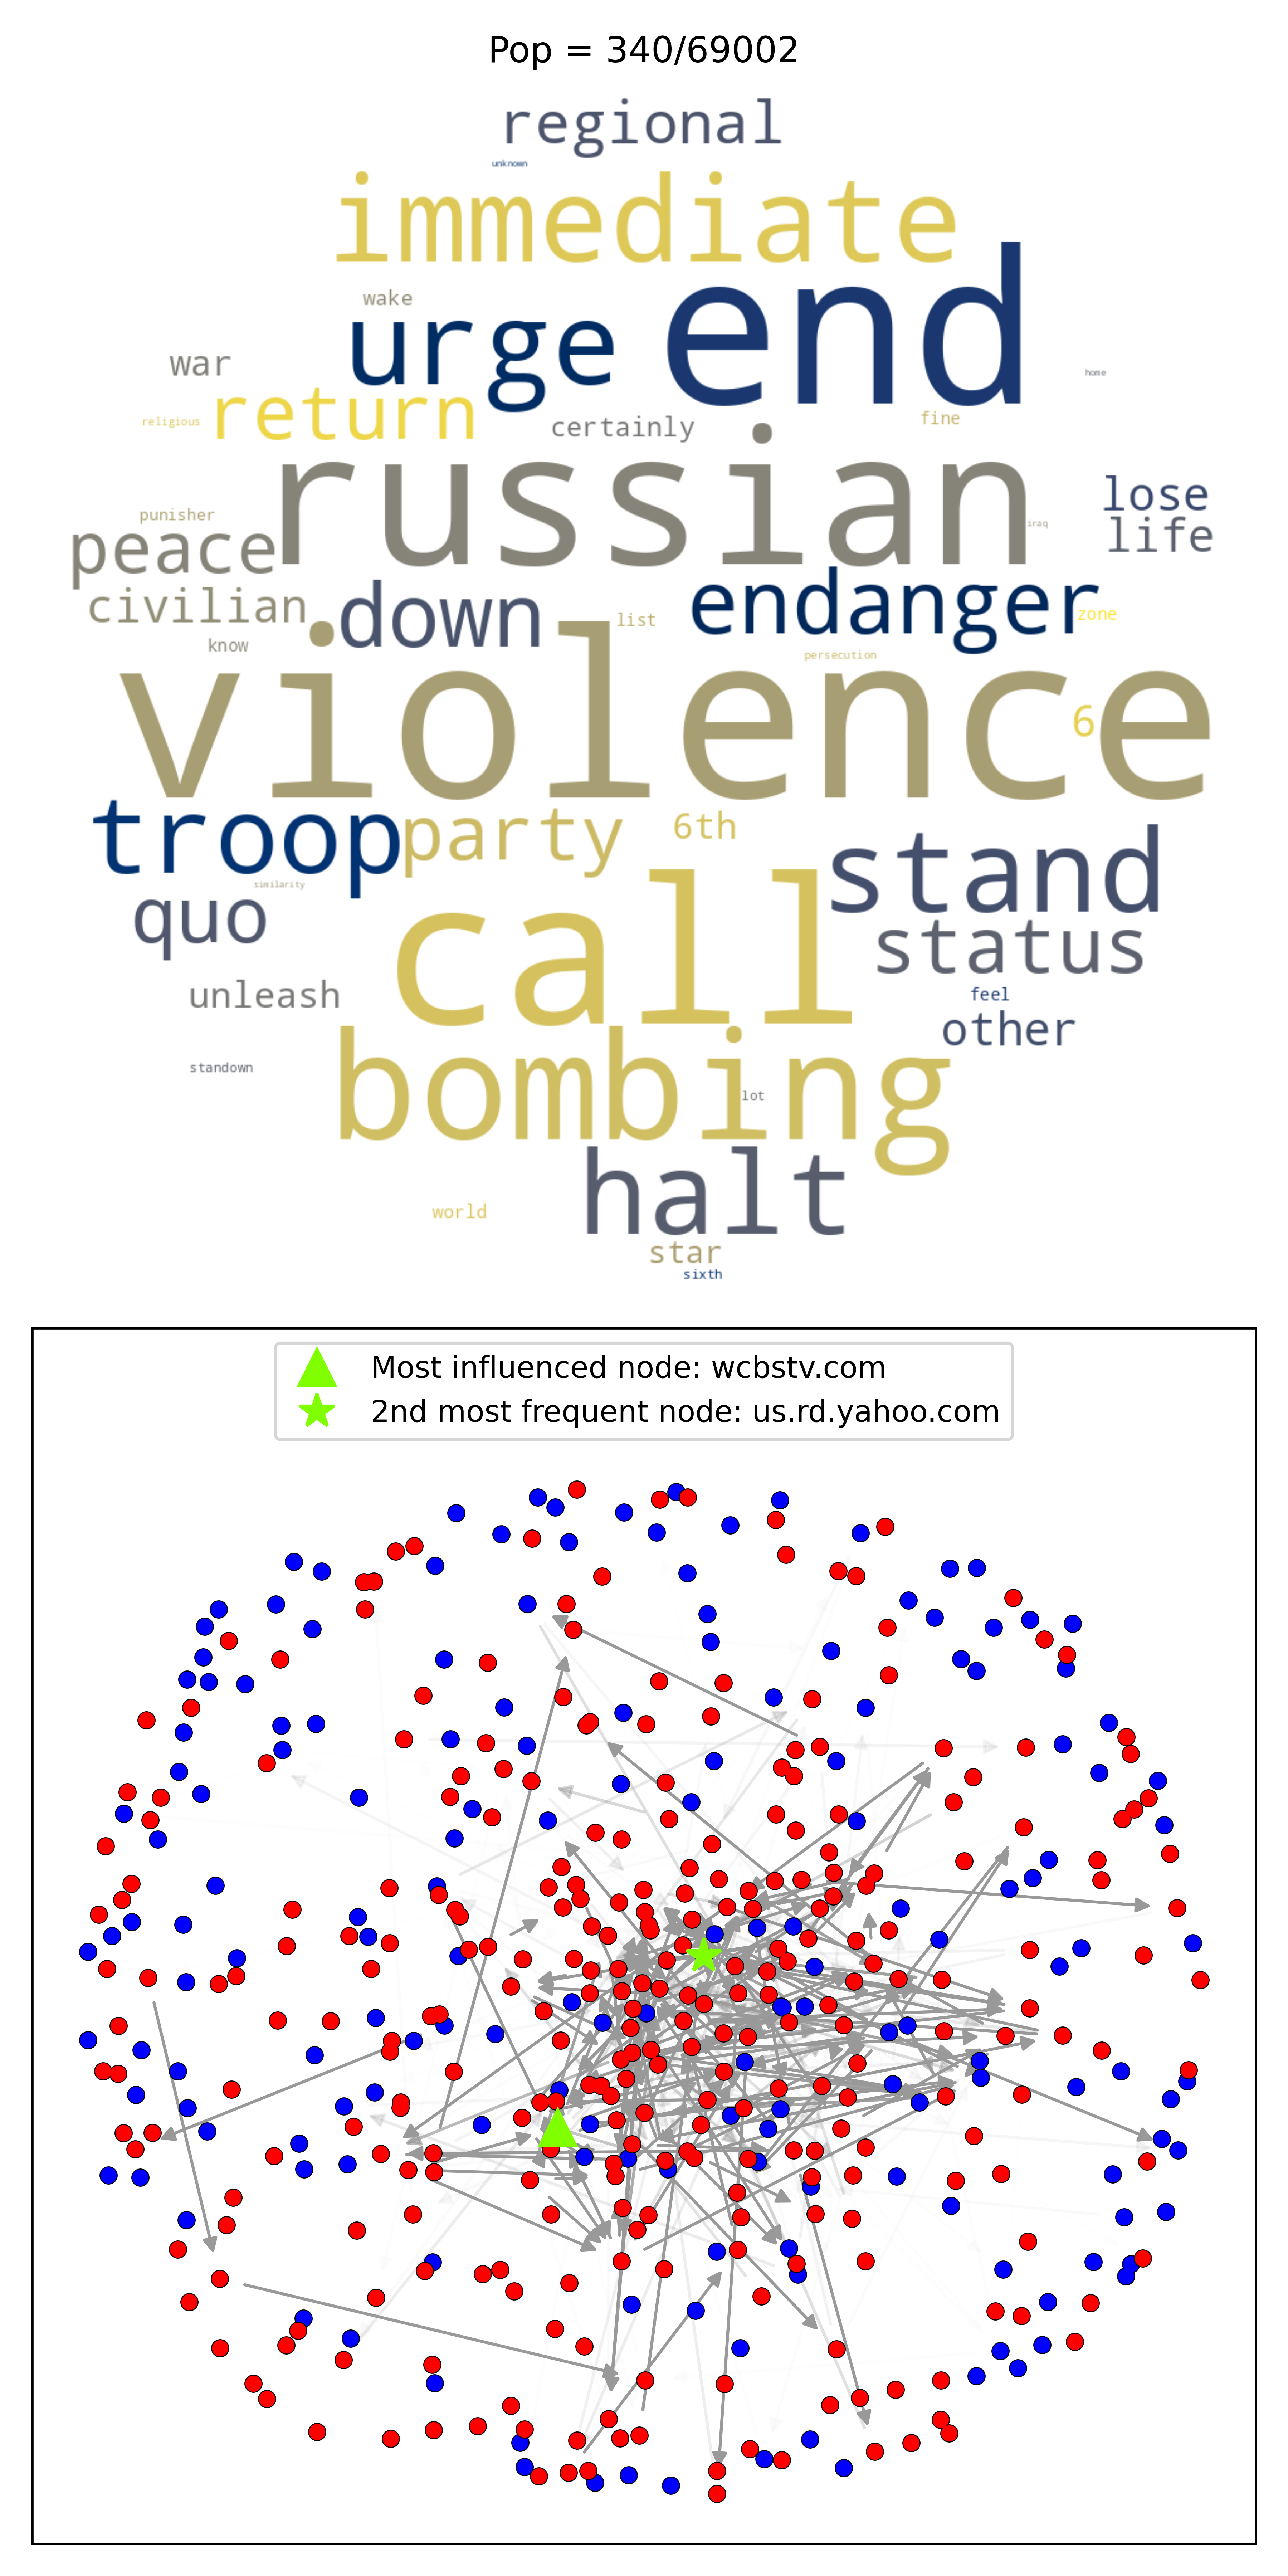 Pop = 340/69002
regional
unknown
immediate
end
wake
urge
war
home
return
religious
certainly
fine
russian
lose
punisher
iraq
peace
life
civilian
down
endanger
list
zone
know
persecution
violence
6
troop
party
6th
stand
similarity
quo
call
status
unleash
feel
other
standown
bombing
lot
halt
world
star
sixth
Most influenced node: wcbstv.com
2nd most frequent node: us.rd.yahoo.com